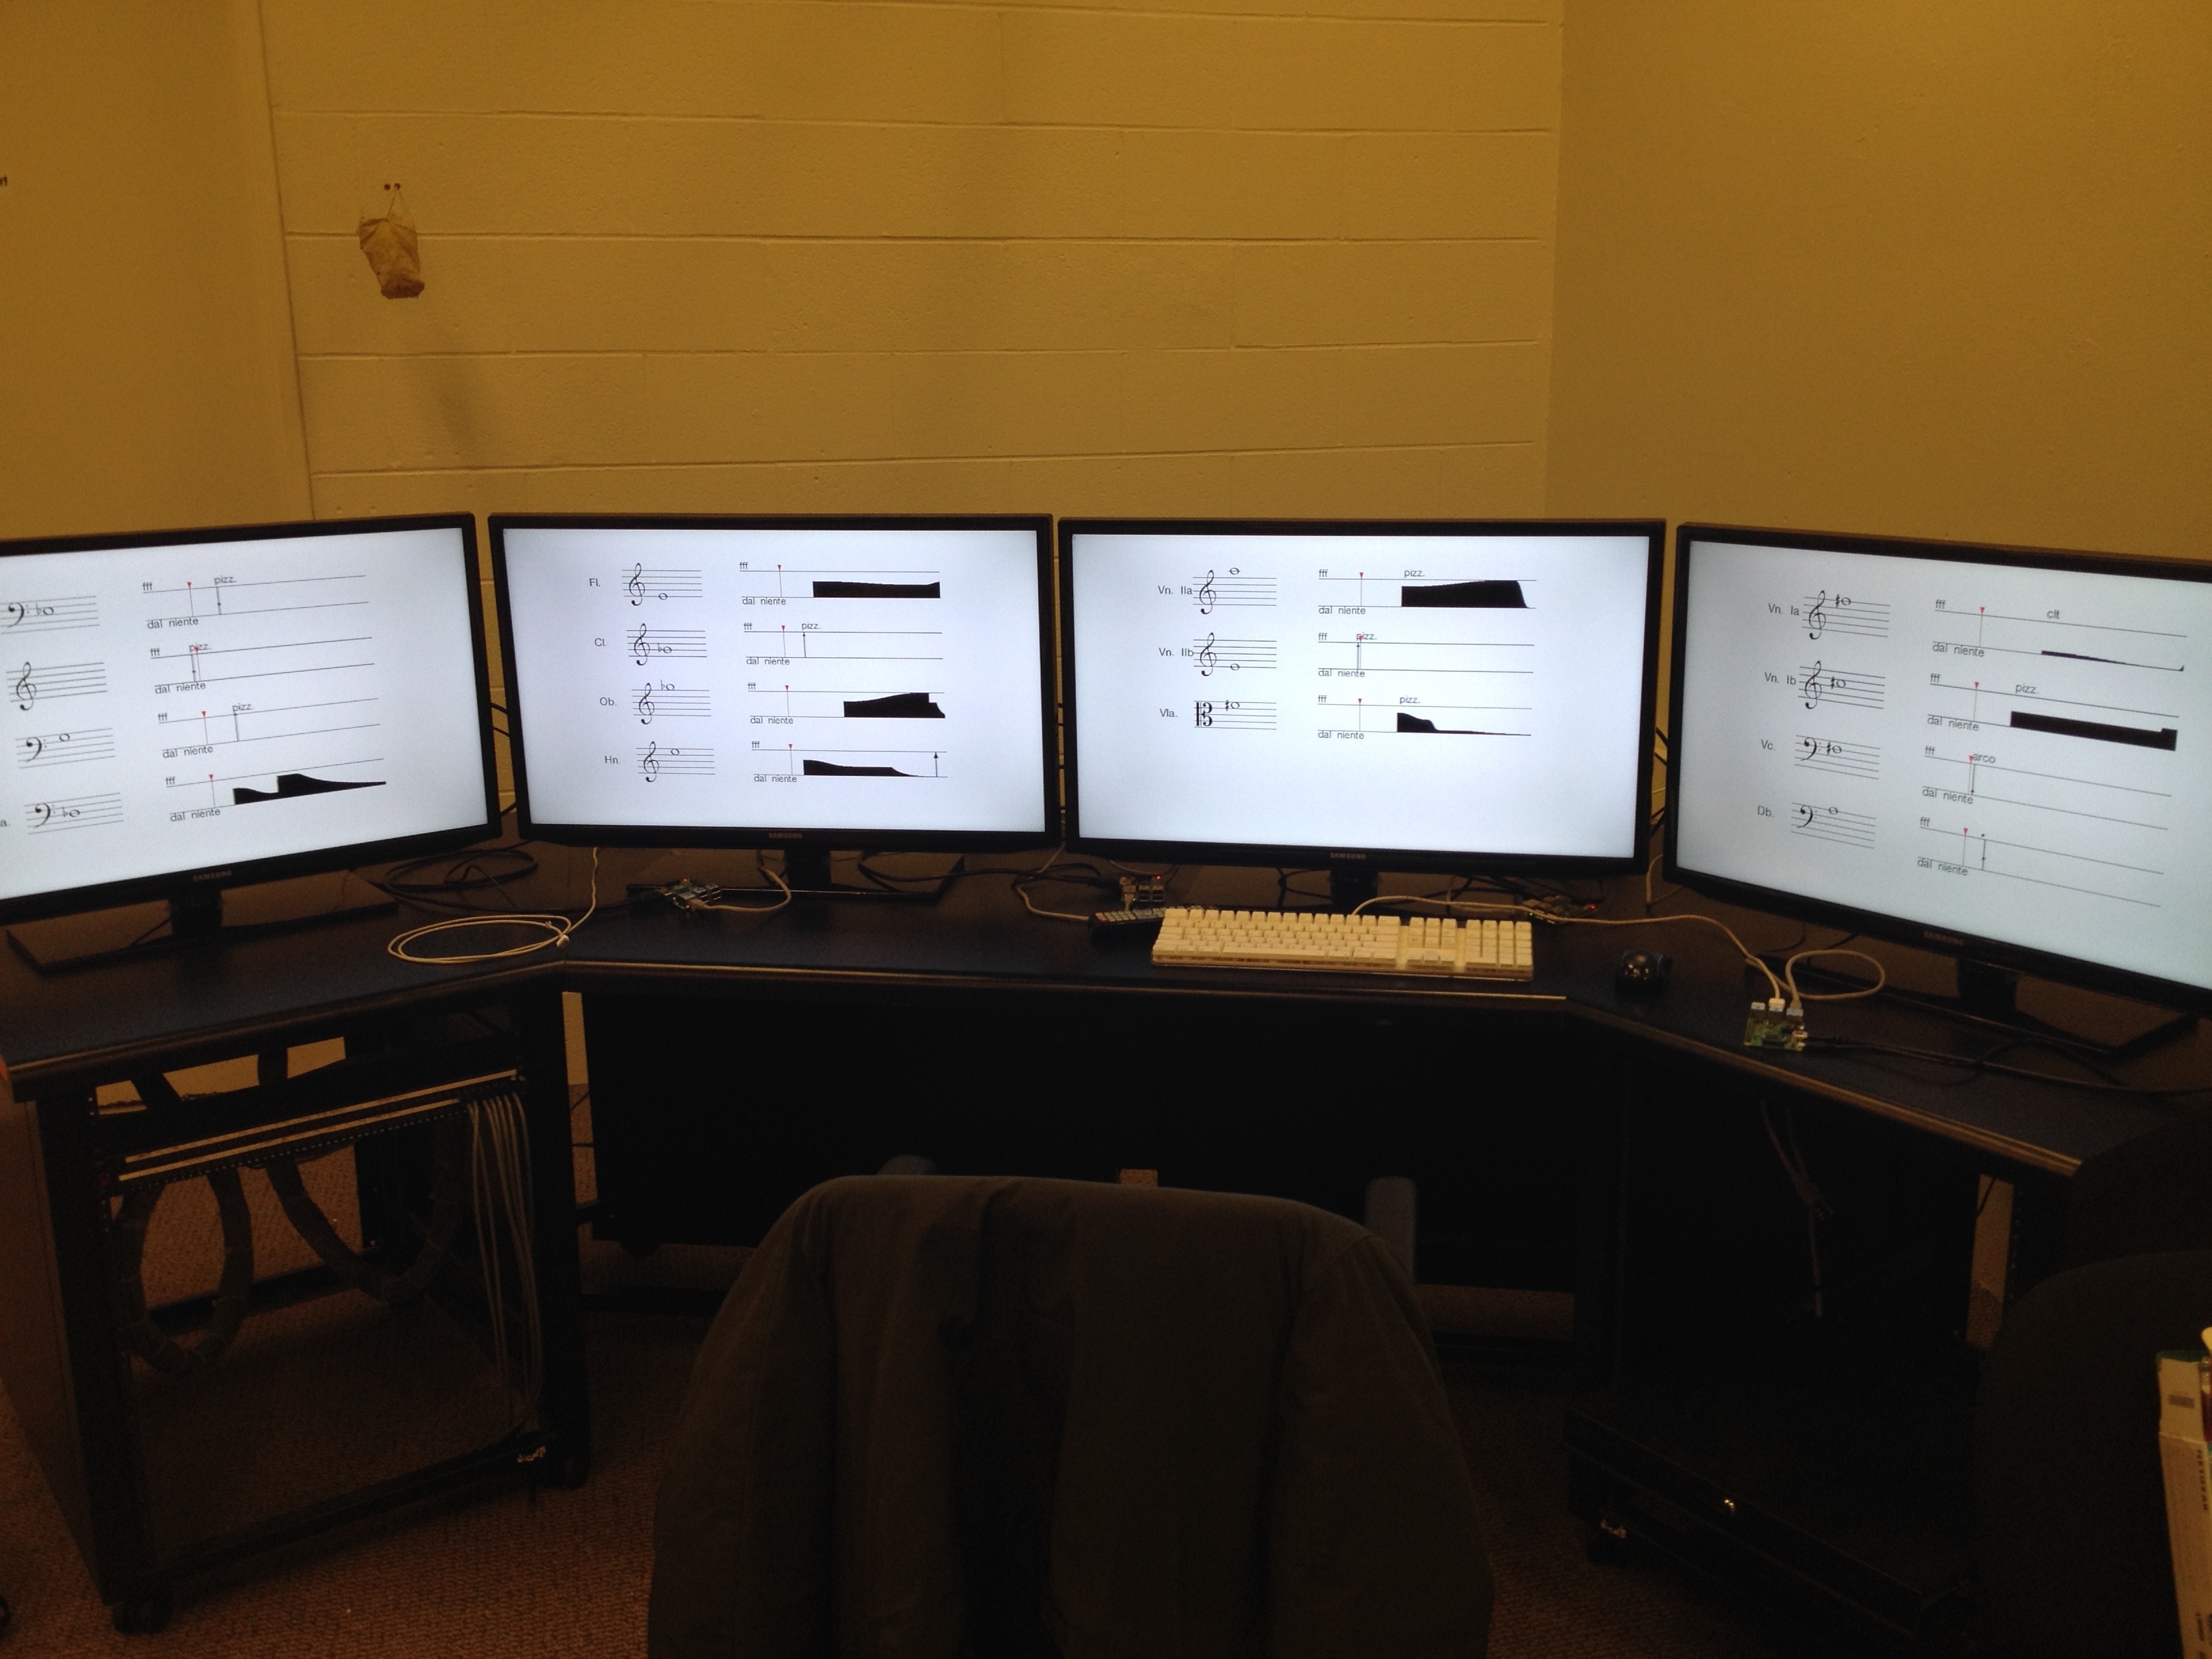 fff pizz.
dal niente
fff pizz.
dal niente
fff pizz.
dal niente
fff
a. dal niente
SAMSUNG
Fl. fff
dal niente
Cl. fff pizz.
dal niente
Ob. fff
dal niente
Hn. fff
dal niente
SAMSUNG
Vn. IIa fff pizz.
dal niente
Vn. IIb fff pizz.
dal niente
Vla. fff pizz.
dal niente
SAMSUNG
Vn. Ia fff clt
dal niente
Vn. Ib fff pizz.
dal niente
Vc. fff arco
dal niente
Db. fff
dal niente
SAMSUNG